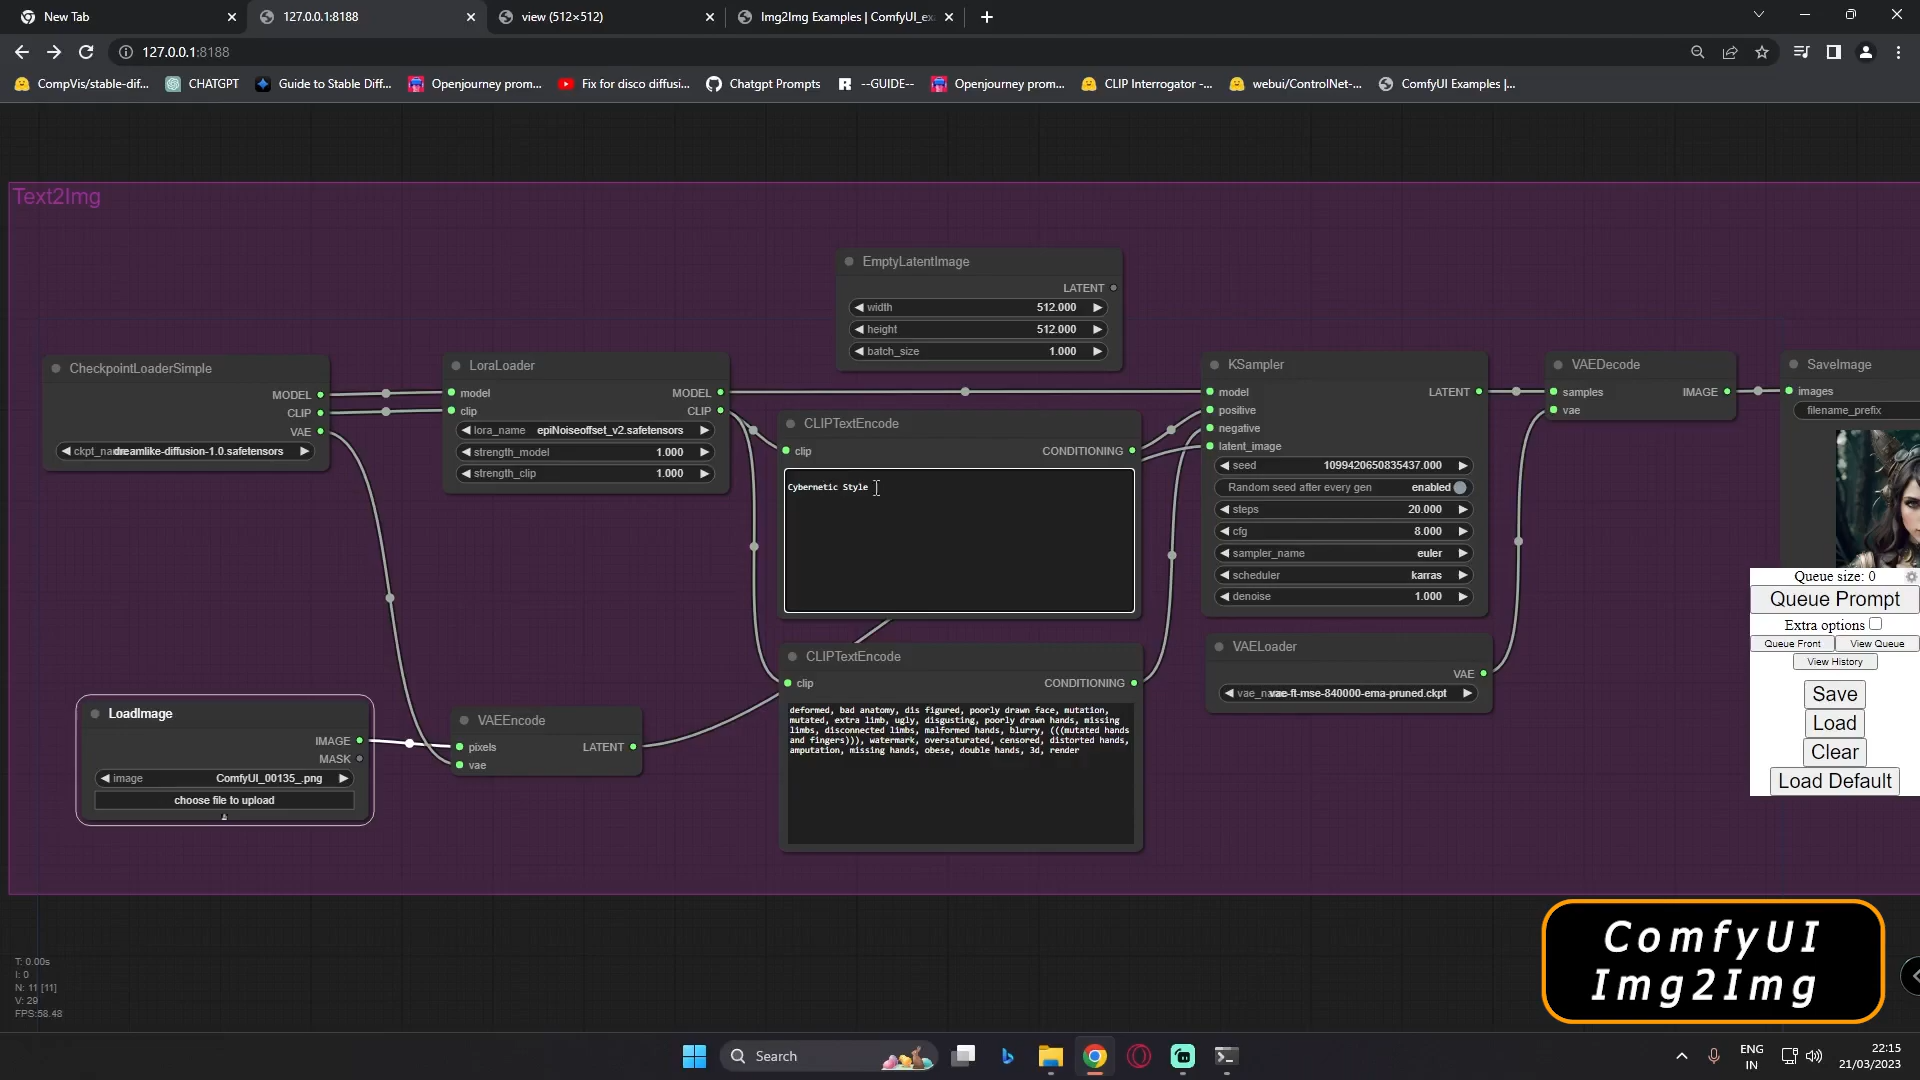 New Tab
127.0.0.1:8188
view (512×512)
Img2Img Examples | ComfyUI_ex
127.0.0.1:8188
CompVis/stable-dif...
CHATGPT
Guide to Stable Diff...
Openjourney prom...
Fix for disco diffusi...
Chatgpt Prompts
--GUIDE--
Openjourney prom...
CLIP Interrogator -...
webui/ControlNet-...
ComfyUI Examples |...
Text2Img
EmptyLatentImage
LATENT
width 512.000
height 512.000
batch_size 1.000
CheckpointLoaderSimple
MODEL
CLIP
VAE
ckpt_na dreamlike-diffusion-1.0.safetensors
LoraLoader
model MODEL
clip CLIP
lora_name epiNoiseoffset_v2.safetensors
strength_model 1.000
strength_clip 1.000
CLIPTextEncode
clip CONDITIONING
Cybernetic Style
KSampler
model LATENT
positive
negative
latent_image
seed 1099420650835437.000
Random seed after every gen enabled
steps 20.000
cfg 8.000
sampler_name euler
scheduler karras
denoise 1.000
VAEDecode
samples IMAGE
vae
SaveImage
images
filename_prefix
Queue size: 0
Queue Prompt
Extra options
Queue Front View Queue
View History
Save
Load
Clear
Load Default
LoadImage
IMAGE
MASK
image ComfyUI_00135_.png
choose file to upload
VAEEncode
pixels LATENT
vae
CLIPTextEncode
clip CONDITIONING
deformed, bad anatomy, dis figured, poorly drawn face, mutation,
mutated, extra limb, ugly, disgusting, poorly drawn hands, missing
limbs, disconnected limbs, malformed hands, blurry, (((mutated hands
and fingers))), watermark, oversaturated, censored, distorted hands,
amputation, missing hands, obese, double hands, 3d, render
VAELoader
VAE
vae_na vae-ft-mse-840000-ema-pruned.ckpt
T: 0.00s
I: 0
N: 11 [11]
V: 29
FPS:58.48
ComfyUI
Img2Img
Search
ENG
IN
22:15
21/03/2023